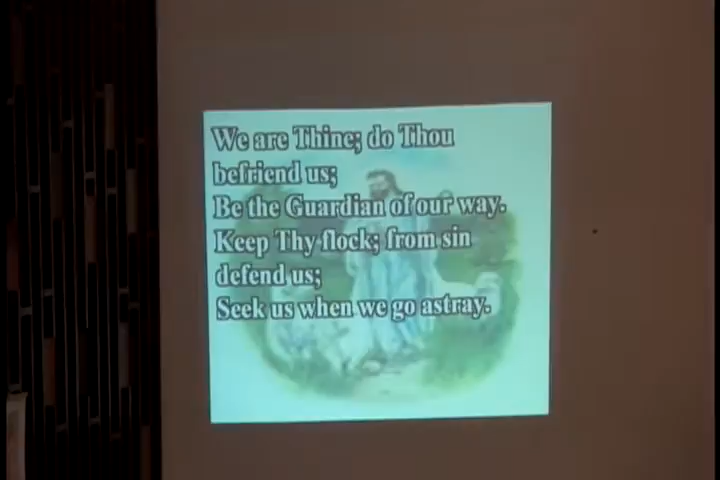 We are Thine; do Thou
befriend us;
Be the Guardian of our way.
Keep Thy flock; from sin
defend us;
Seek us when we go astray.